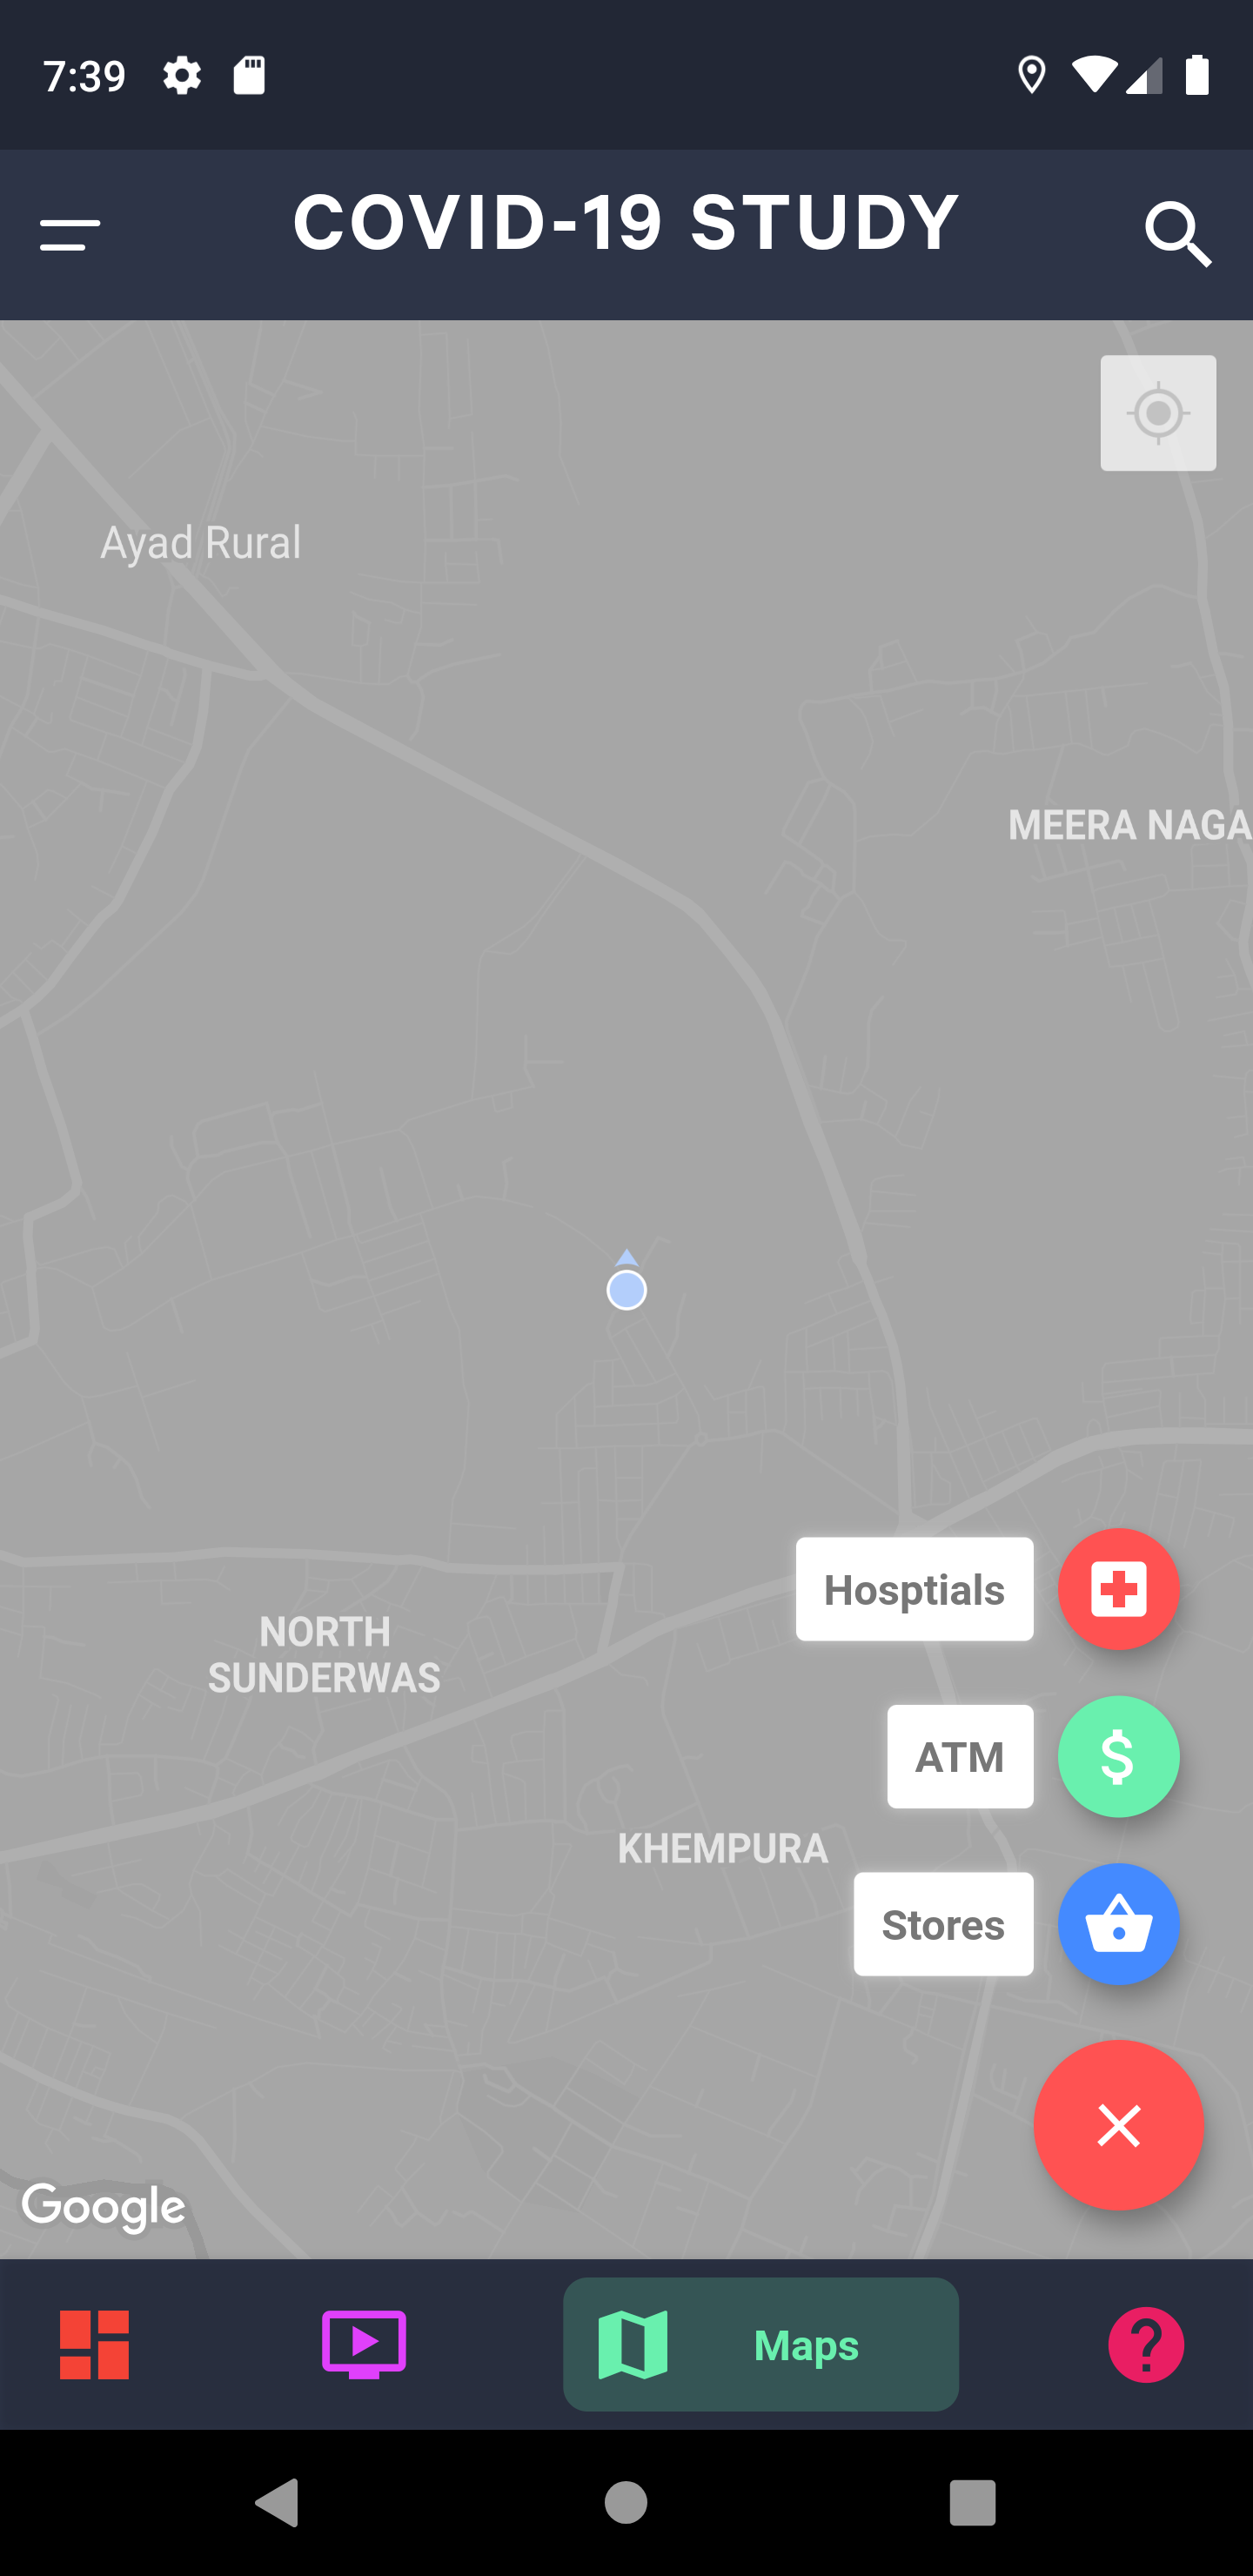 7:39
COVID-19 STUDY
Ayad Rural
MEERA NAGA
Hosptials
NORTH
SUNDERWAS
ATM
KHEMPURA
Stores
Google
Maps